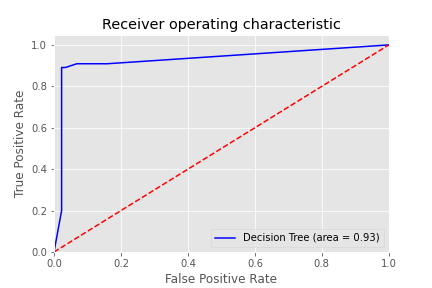 Receiver operating characteristic
True Positive Rate
1.0
0.8
0.6
0.4
0.2
0.0
Decision Tree (area = 0.93)
0.0 0.2 0.4 0.6 0.8 1.0
False Positive Rate